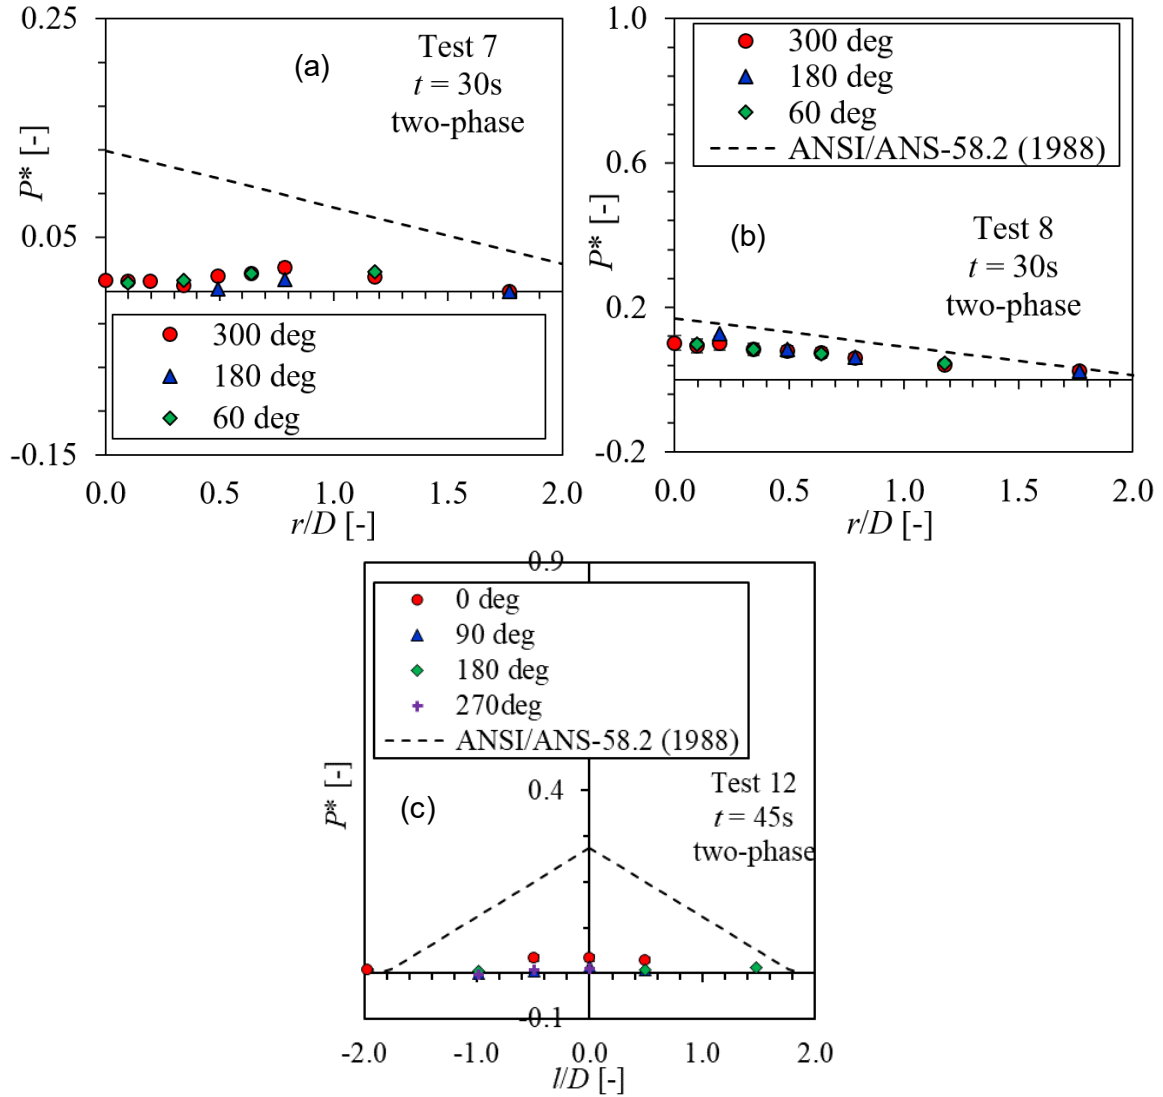 0.25
0.05
-0.15
P* [-]
(a)
Test 7
t = 30s
two-phase
300 deg
180 deg
60 deg
0.0
0.5
1.0
1.5
2.0
r/D [-]
1.0
0.6
0.2
-0.2
P* [-]
300 deg
180 deg
60 deg
ANSI/ANS-58.2 (1988)
(b)
Test 8
t = 30s
two-phase
0.0
0.5
1.0
1.5
2.0
r/D [-]
0.9
0.4
-0.1
P* [-]
0 deg
90 deg
180 deg
270deg
ANSI/ANS-58.2 (1988)
(c)
Test 12
t = 45s
two-phase
-2.0
-1.0
0.0
1.0
2.0
l/D [-]